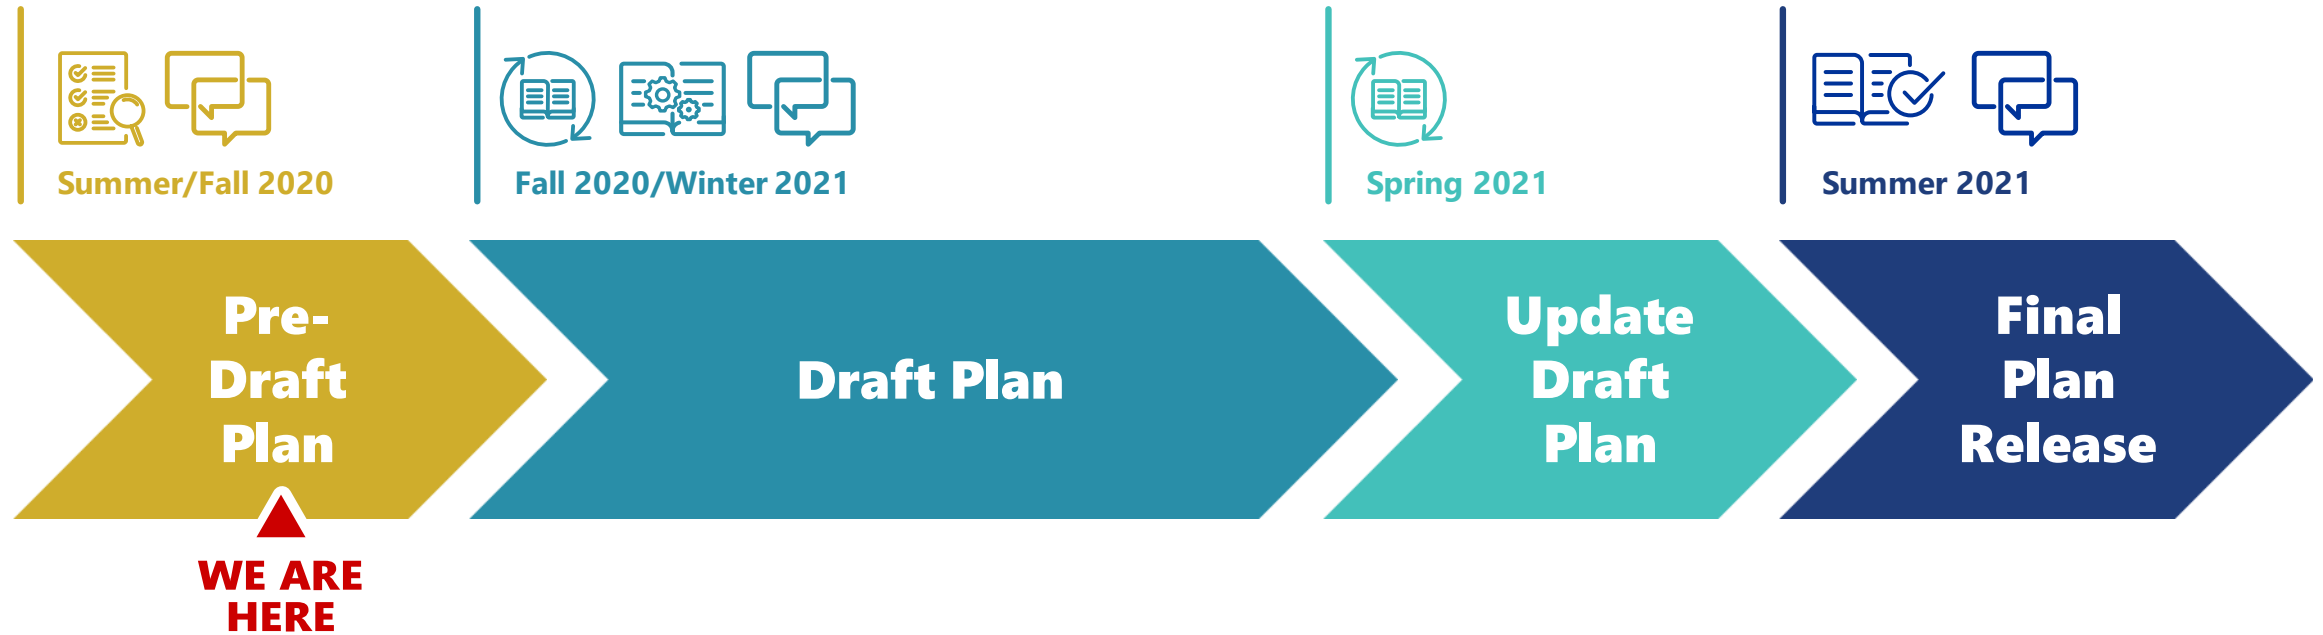 Summer/Fall 2020
Fall 2020/Winter 2021
Spring 2021
Summer 2021
Pre-
Draft
Plan
Draft Plan
Update
Draft
Plan
Final
Plan
Release
WE ARE
HERE